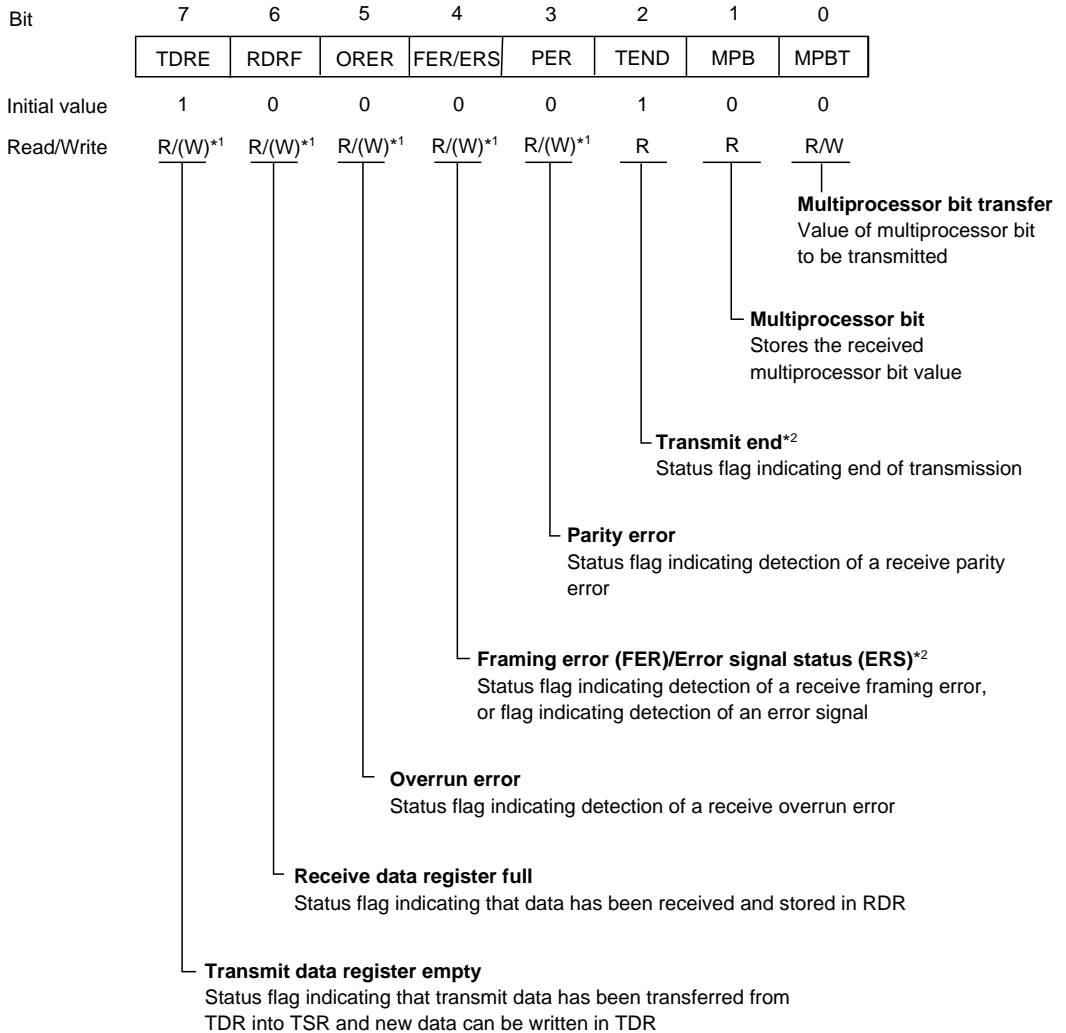 Bit 7 6 5 4 3 2 1 0
TDRE RDRF ORER FER/ERS PER TEND MPB MPBT
Initial value 1 0 0 0 0 1 0 0
Read/Write R/(W)*1 R/(W)*1 R/(W)*1 R/(W)*1 R/(W)*1 R R R/W
Multiprocessor bit transfer
Value of multiprocessor bit
to be transmitted
Multiprocessor bit
Stores the received
multiprocessor bit value
Transmit end*2
Status flag indicating end of transmission
Parity error
Status flag indicating detection of a receive parity
error
Framing error (FER)/Error signal status (ERS)*2
Status flag indicating detection of a receive framing error,
or flag indicating detection of an error signal
Overrun error
Status flag indicating detection of a receive overrun error
Receive data register full
Status flag indicating that data has been received and stored in RDR
Transmit data register empty
Status flag indicating that transmit data has been transferred from
TDR into TSR and new data can be written in TDR